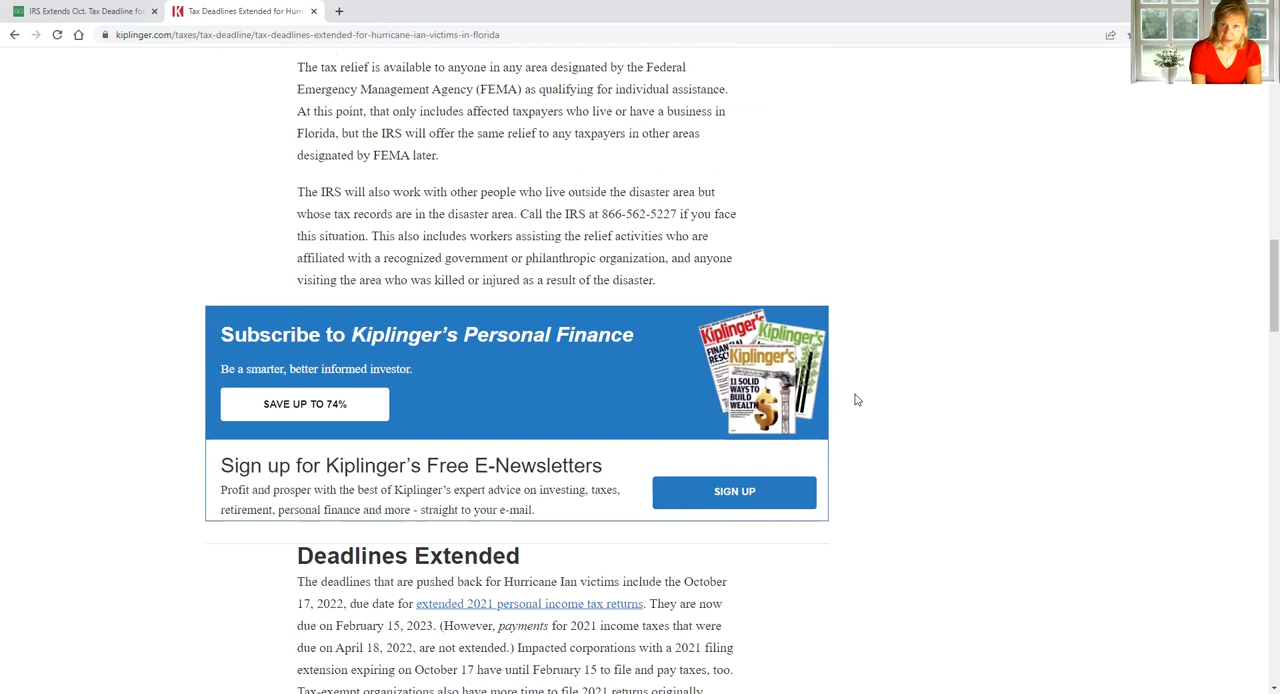 IRS Extends Oct. Tax Deadline fo
Tax Deadlines Extended for Hurri
kiplinger.com/taxes/tax-deadline/tax-deadlines-extended-for-hurricane-ian-victims-in-florida
The tax relief is available to anyone in any area designated by the Federal
Emergency Management Agency (FEMA) as qualifying for individual assistance.
At this point, that only includes affected taxpayers who live or have a business in
Florida, but the IRS will offer the same relief to any taxpayers in other areas
designated by FEMA later.
The IRS will also work with other people who live outside the disaster area but
whose tax records are in the disaster area. Call the IRS at 866-562-5227 if you face
this situation. This also includes workers assisting the relief activities who are
affiliated with a recognized government or philanthropic organization, and anyone
visiting the area who was killed or injured as a result of the disaster.
Subscribe to Kiplinger's Personal Finance
Be a smarter, better informed investor.
SAVE UP TO 74%
Kiplinger's
Kiplinger's
Kiplinger's
11 SOLID
WAYS TO
BUILD
WEALTH
Sign up for Kiplinger's Free E-Newsletters
Profit and prosper with the best of Kiplinger's expert advice on investing, taxes,
retirement, personal finance and more - straight to your e-mail.
SIGN UP
Deadlines Extended
The deadlines that are pushed back for Hurricane Ian victims include the October
17, 2022, due date for extended 2021 personal income tax returns. They are now
due on February 15, 2023. (However, payments for 2021 income taxes that were
due on April 18, 2022, are not extended.) Impacted corporations with a 2021 filing
extension expiring on October 17 have until February 15 to file and pay taxes, too.
Tax-exempt organizations also have more time to file 2021 returns originally